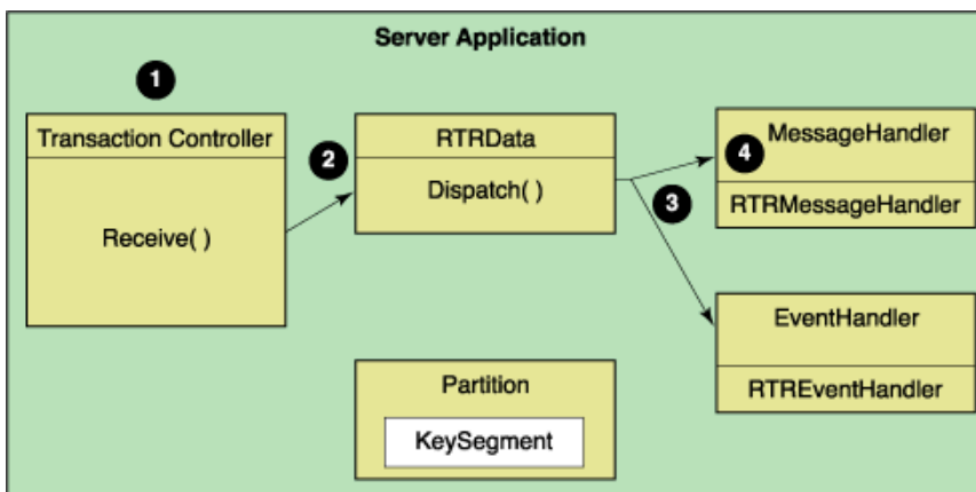 Server Application
1
Transaction Controller
Receive( )
2
RTRData
Dispatch( )
3
4
MessageHandler
RTRMessageHandler
EventHandler
RTREventHandler
Partition
KeySegment